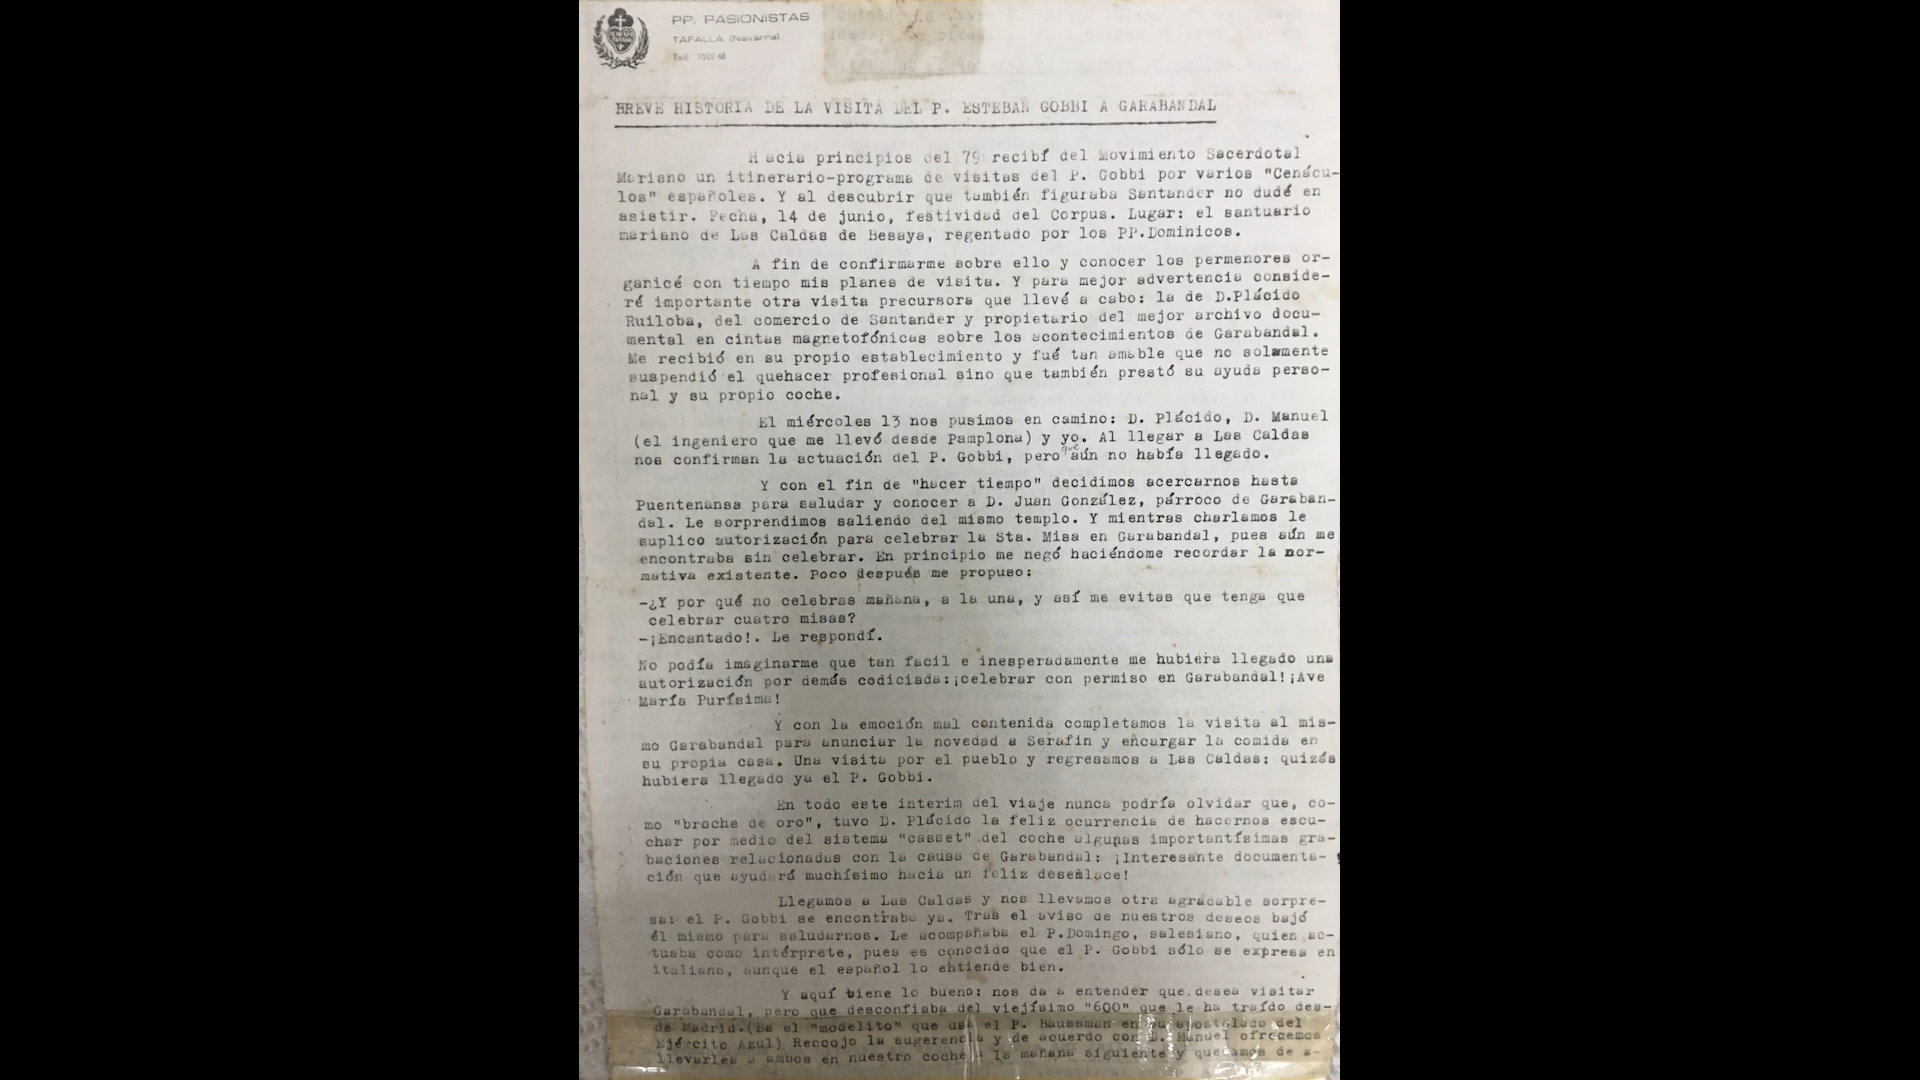 PP. PASIONISTAS
TAFALLA (Navarra)
BREVE HISTORIA DE LA VISITA DEL P. ESTEBAN GOBBI A GARABANDAL
Hacia principios del 79 recibí del Movimiento Sacerdotal
Mariano un itinerario-programa de visitas del P. Gobbi por varios "Cenácu-
los" españoles. Y al descubrir que también figuraba Santander no dudé en
asistir. Fecha, 14 de junio, festividad del Corpus. Lugar: el santuario
mariano de Las Caldas de Besaya, regentado por los PP.Dominicos.
A fin de confirmarme sobre ello y conocer los permenores or-
ganicé con tiempo mis planes de visita. Y para mejor advertencia conside-
ré importante otra visita precursora que llevé a cabo: la de D.Plácido
Ruiloba, del comercio de Santander y propietario del mejor archivo docu-
mental en cintas magnetofónicas sobre los acontecimientos de Garabandal.
Me recibió en su propio establecimiento y fué tan amable que no solamente
suspendió el quehacer profesional sino que también prestó su ayuda perso-
nal y su propio coche.
El miércoles 13 nos pusimos en camino: D. Plácido, D. Manuel
(el ingeniero que me llevó desde Pamplona) y yo. Al llegar a Las Caldas
nos confirman la actuación del P. Gobbi, pero que aún no había llegado.
Y con el fin de "hacer tiempo" decidimos acercarnos hasta
Puentenansa para saludar y conocer a D. Juan González, párroco de Garaban-
dal. Le sorprendimos saliendo del mismo templo. Y mientras charlamos le
suplico autorización para celebrar la Sta. Misa en Garabandal, pues aún me
encontraba sin celebrar. En principio me negó haciéndome recordar la nor-
mativa existente. Poco después me propuso:
-¿Y por qué no celebras mañana, a la una, y así me evitas que tenga que
celebrar cuatro misas?
-¡Encantado!. Le respondí.
No podía imaginarme que tan facil e inesperadamente me hubiera llegado una
autorización por demás codiciada:¡celebrar con permiso en Garabandal!¡Ave
María Purísima!
Y con la emoción mal contenida completamos la visita al mis-
mo Garabandal para anunciar la novedad a Serafin y encargar la comida en
su propia casa. Una visita por el pueblo y regresamos a Las Caldas: quizás
hubiera llegado ya el P. Gobbi.
En todo este interim del viaje nunca podría olvidar que, co-
mo "broche de oro", tuvo D. Plácido la feliz ocurrencia de hacernos escu-
char por medio del sistema "casset" del coche algunas importantísimas gra-
baciones relacionadas con la causa de Garabandal: ¡Interesante documenta-
ción que ayudará muchísimo hacia un feliz desenlace!
Llegamos a Las Caldas y nos llevamos otra agradable sorpre-
sa: el P. Gobbi se encontraba ya. Tras el aviso de nuestros deseos bajó
él mismo para saludarnos. Le acompañaba el P.Domingo, salesiano, quien ac-
tuaba como intérprete, pues es conocido que el P. Gobbi sólo se expresa en
italiano, aunque el español lo entiende bien.
Y aquí viene lo bueno: nos da a entender que desea visitar
Garabandal, pero que desconfiaba del viejísimo "600" que le ha traído des-
de Madrid.(Es el "modelito" que usa el P. Baussman en su apostolado del
Ejército Azul) Reccojo la sugerencia y de acuerdo con D. Manuel ofrecemos
llevarles a ambos en nuestro coche a la mañana siguiente y quedamos de a-